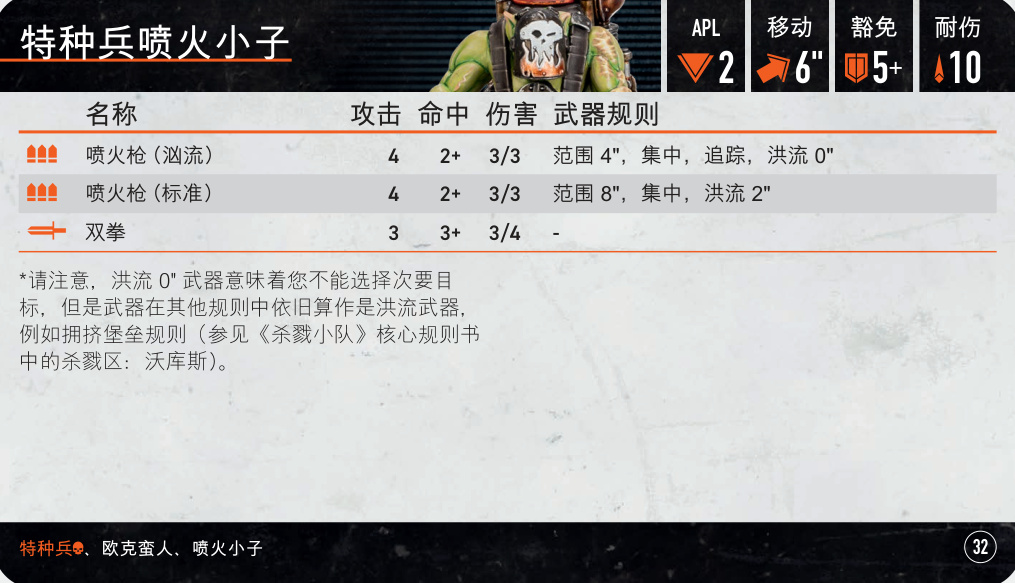 特种兵喷火小子
APL 移动 豁免 耐伤
2 6" 5+ 10
名称 攻击 命中 伤害 武器规则
喷火枪（汹流） 4 2+ 3/3 范围 4"，集中，追踪，洪流 0"
喷火枪（标准） 4 2+ 3/3 范围 8"，集中，洪流 2"
双拳 3 3+ 3/4 -
*请注意，洪流 0" 武器意味着您不能选择次要目
标，但是武器在其他规则中依旧算作是洪流武器，
例如拥挤堡垒规则（参见《杀戮小队》核心规则书
中的杀戮区：沃库斯）。
特种兵、欧克蛮人、喷火小子
32